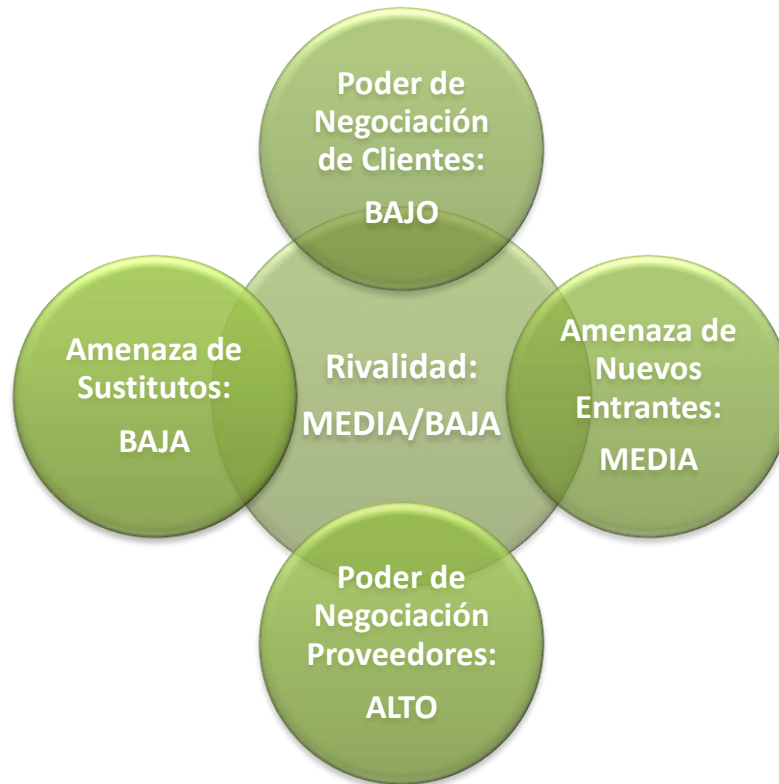 Poder de
Negociación
de Clientes:
BAJO
Amenaza de
Sustitutos:
BAJA
Rivalidad:
MEDIA/BAJA
Amenaza de
Nuevos
Entrantes:
MEDIA
Poder de
Negociación
Proveedores:
ALTO